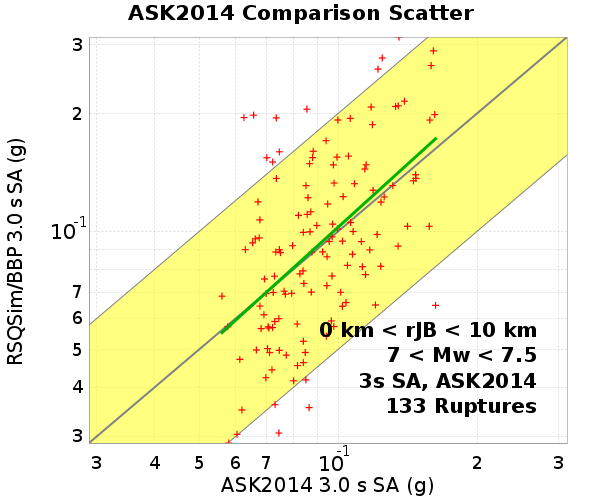 ASK2014 Comparison Scatter
RSQSim/BBP 3.0 s SA (g)
3
2
10⁻¹
7
6
5
4
3
0 km < rJB < 10 km
7 < Mw < 7.5
3s SA, ASK2014
133 Ruptures
3 4 5 6 7 10⁻¹ 2 3
ASK2014 3.0 s SA (g)